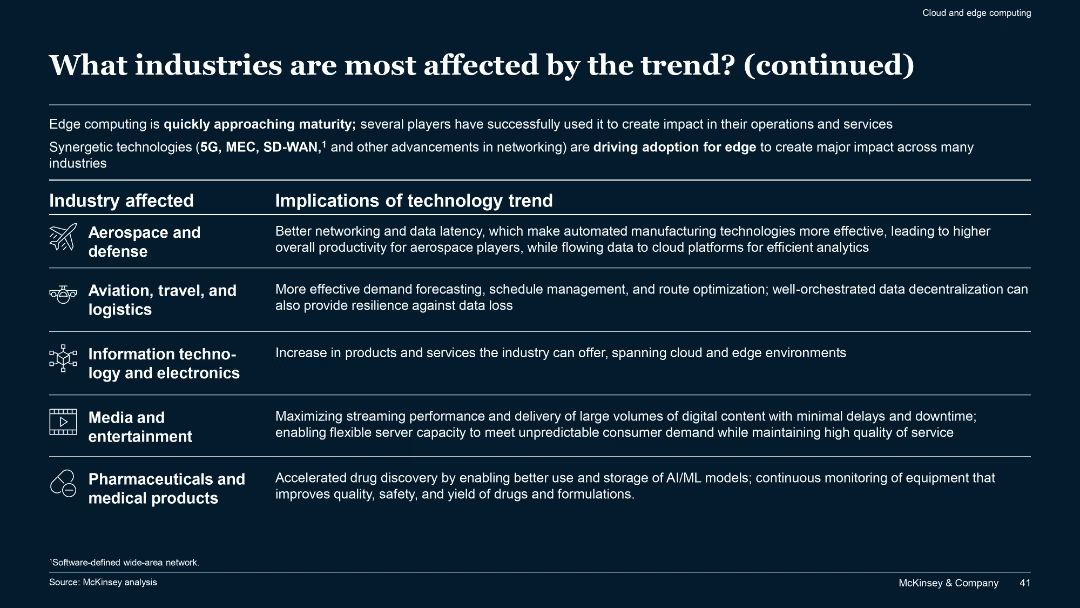 Cloud and edge computing
What industries are most affected by the trend? (continued)
Edge computing is quickly approaching maturity; several players have successfully used it to create impact in their operations and services
Synergetic technologies (5G, MEC, SD-WAN,¹ and other advancements in networking) are driving adoption for edge to create major impact across many
industries
Industry affected
Implications of technology trend
Aerospace and
defense
Better networking and data latency, which make automated manufacturing technologies more effective, leading to higher
overall productivity for aerospace players, while flowing data to cloud platforms for efficient analytics
Aviation, travel, and
logistics
More effective demand forecasting, schedule management, and route optimization; well-orchestrated data decentralization can
also provide resilience against data loss
Information techno-
logy and electronics
Increase in products and services the industry can offer, spanning cloud and edge environments
Media and
entertainment
Maximizing streaming performance and delivery of large volumes of digital content with minimal delays and downtime;
enabling flexible server capacity to meet unpredictable consumer demand while maintaining high quality of service
Pharmaceuticals and
medical products
Accelerated drug discovery by enabling better use and storage of AI/ML models; continuous monitoring of equipment that
improves quality, safety, and yield of drugs and formulations.
¹Software-defined wide-area network.
Source: McKinsey analysis
McKinsey & Company 41